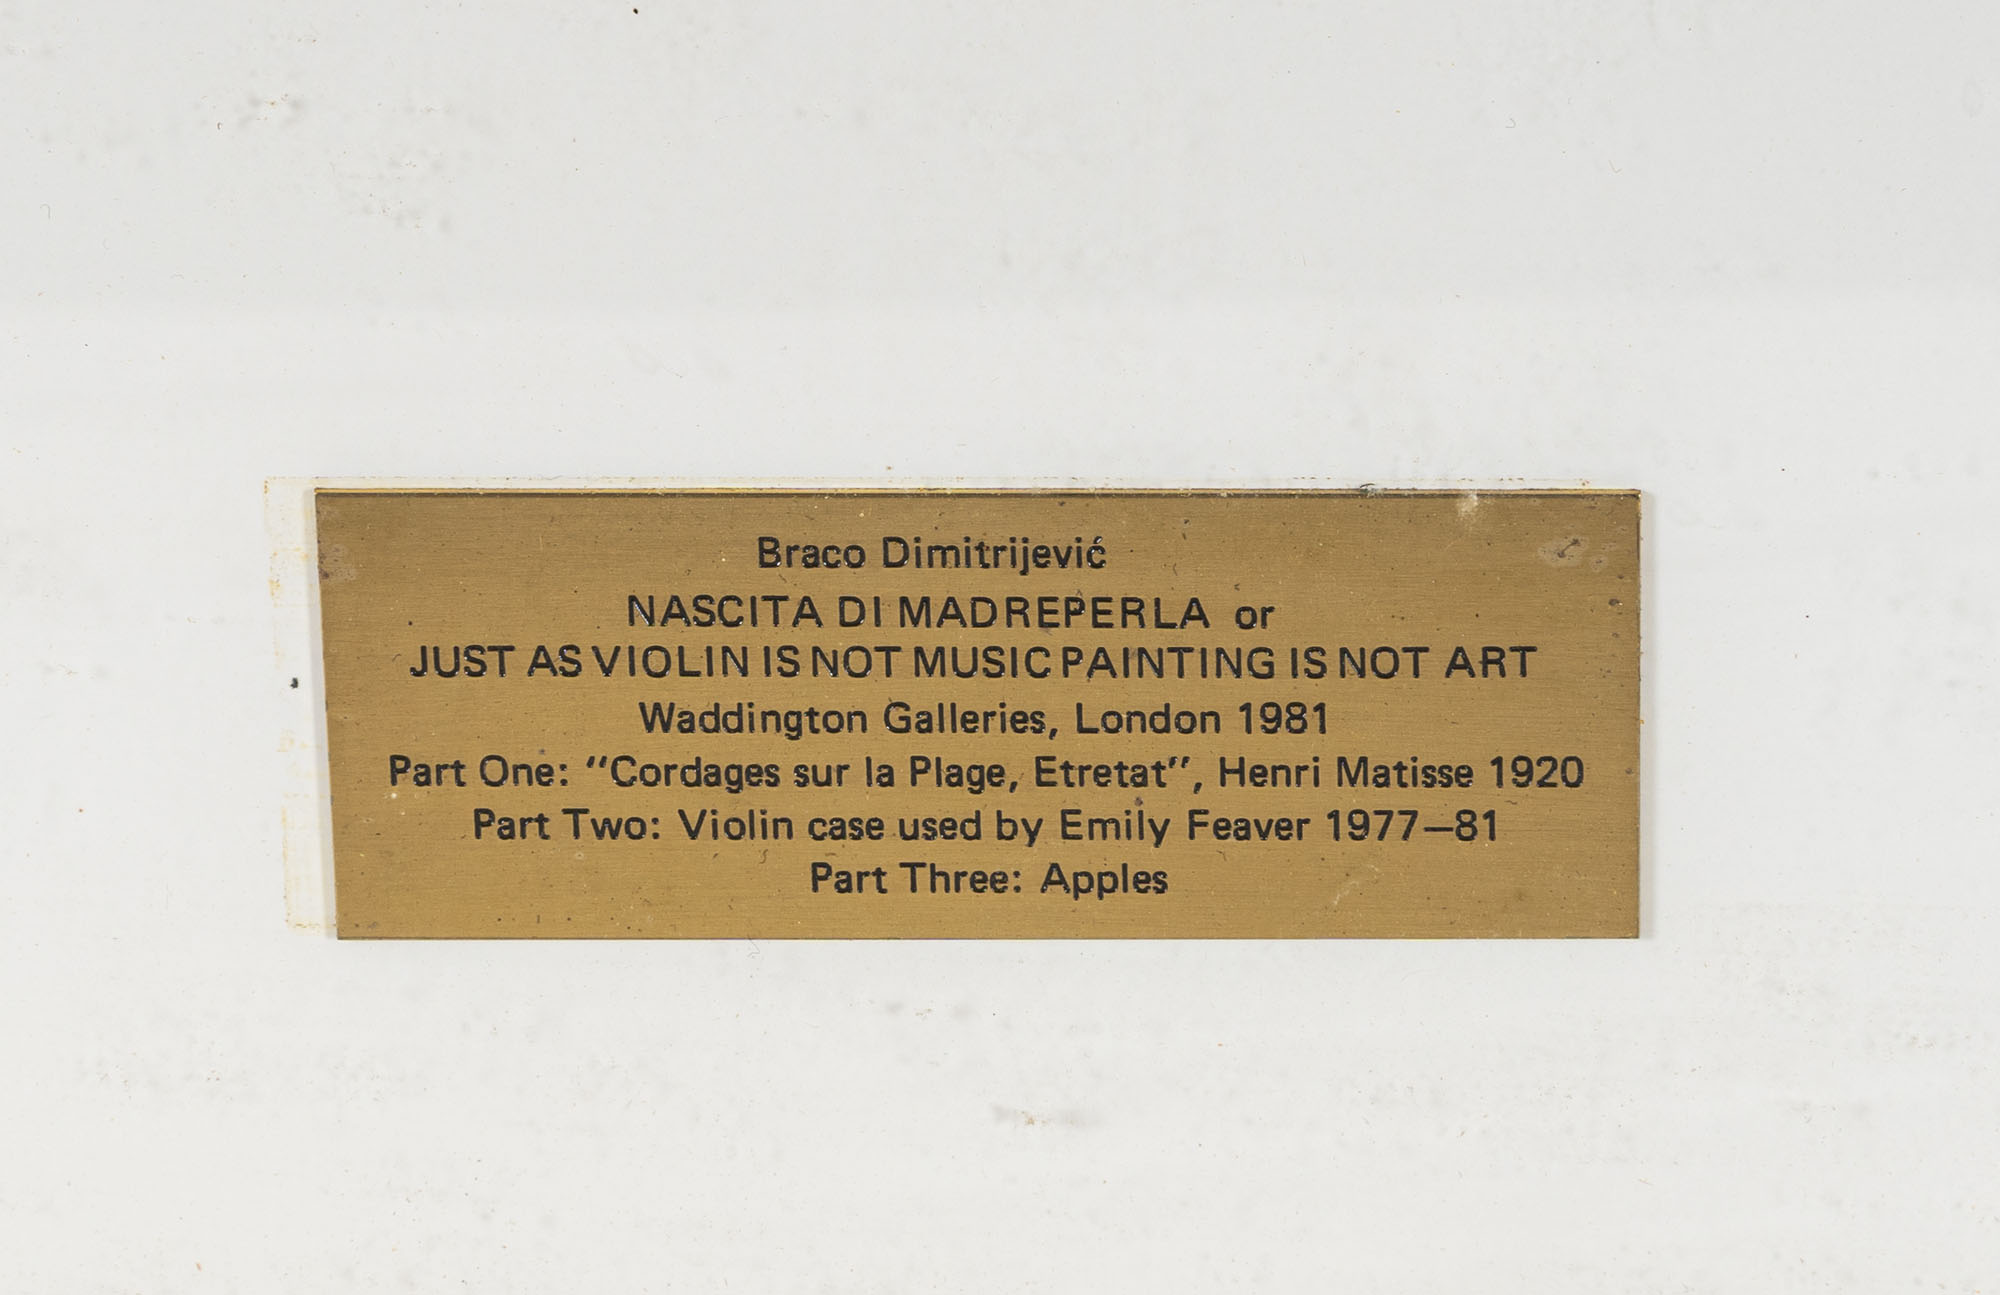 Braco Dimitrijević
NASCITA DI MADREPERLA or
JUST AS VIOLIN IS NOT MUSIC PAINTING IS NOT ART
Waddington Galleries, London 1981
Part One: "Cordages sur la Plage, Etretat", Henri Matisse 1920
Part Two: Violin case used by Emily Feaver 1977–81
Part Three: Apples